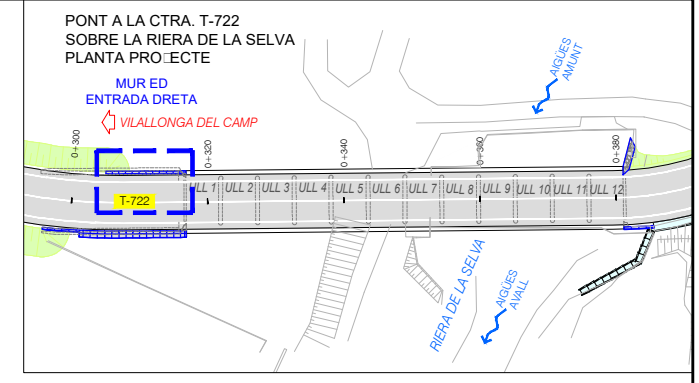 PONT A LA CTRA. T-722
SOBRE LA RIERA DE LA SELVA
PLANTA PRO□ECTE
MUR ED
ENTRADA DRETA
VILALLONGA DEL CAMP
AIGÜES
AMUNT
0+300
0+320
0+340
0+360
0+380
T-722
ULL 1
ULL 2
ULL 3
ULL 4
ULL 5
ULL 6
ULL 7
ULL 8
ULL 9
ULL 10
ULL 11
ULL 12
RIERA DE LA SELVA
AIGÜES
AVALL